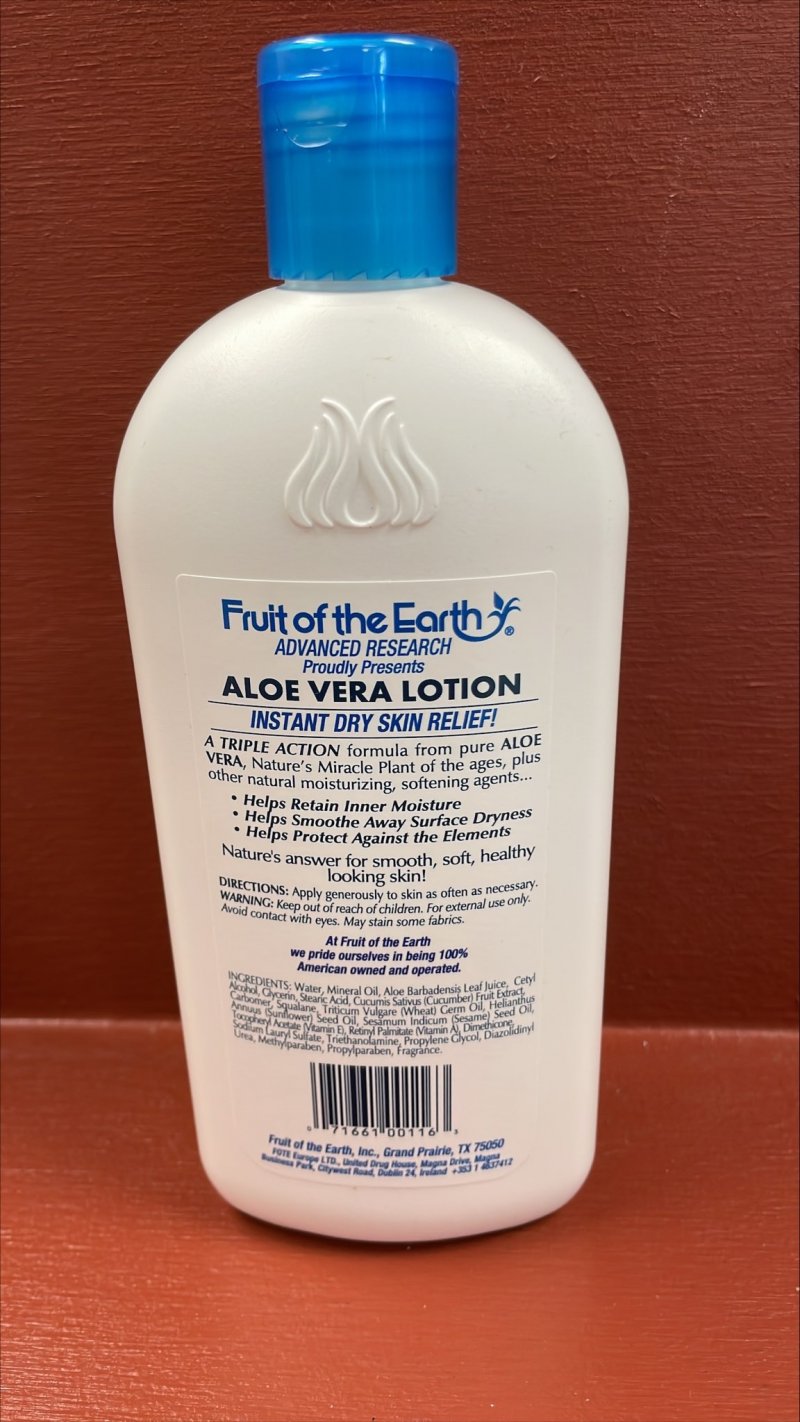 Fruit of the Earth®
ADVANCED RESEARCH
Proudly Presents
ALOE VERA LOTION
INSTANT DRY SKIN RELIEF!
A TRIPLE ACTION formula from pure ALOE
VERA, Nature's Miracle Plant of the ages, plus
other natural moisturizing, softening agents...
• Helps Retain Inner Moisture
• Helps Smoothe Away Surface Dryness
• Helps Protect Against the Elements
Nature's answer for smooth, soft, healthy
looking skin!
DIRECTIONS: Apply generously to skin as often as necessary.
WARNING: Keep out of reach of children. For external use only.
Avoid contact with eyes. May stain some fabrics.
At Fruit of the Earth
we pride ourselves in being 100%
American owned and operated.
INGREDIENTS: Water, Mineral Oil, Aloe Barbadensis Leaf Juice, Cetyl
Alcohol, Glycerin, Stearic Acid, Cucumis Sativus (Cucumber) Fruit Extract,
Carbomer, Squalane, Triticum Vulgare (Wheat) Germ Oil, Helianthus
Annuus (Sunflower) Seed Oil, Sesamum Indicum (Sesame) Seed Oil,
Tocopheryl Acetate (Vitamin E), Retinyl Palmitate (Vitamin A), Dimethicone,
Sodium Lauryl Sulfate, Triethanolamine, Propylene Glycol, Diazolidinyl
Urea, Methylparaben, Propylparaben, Fragrance.
0 71661 00116 3
Fruit of the Earth, Inc., Grand Prairie, TX 75050
FOTE Europe LTD., United Drug House, Magna Drive, Magna
Business Park, Citywest Road, Dublin 24, Ireland +353 1 4637412